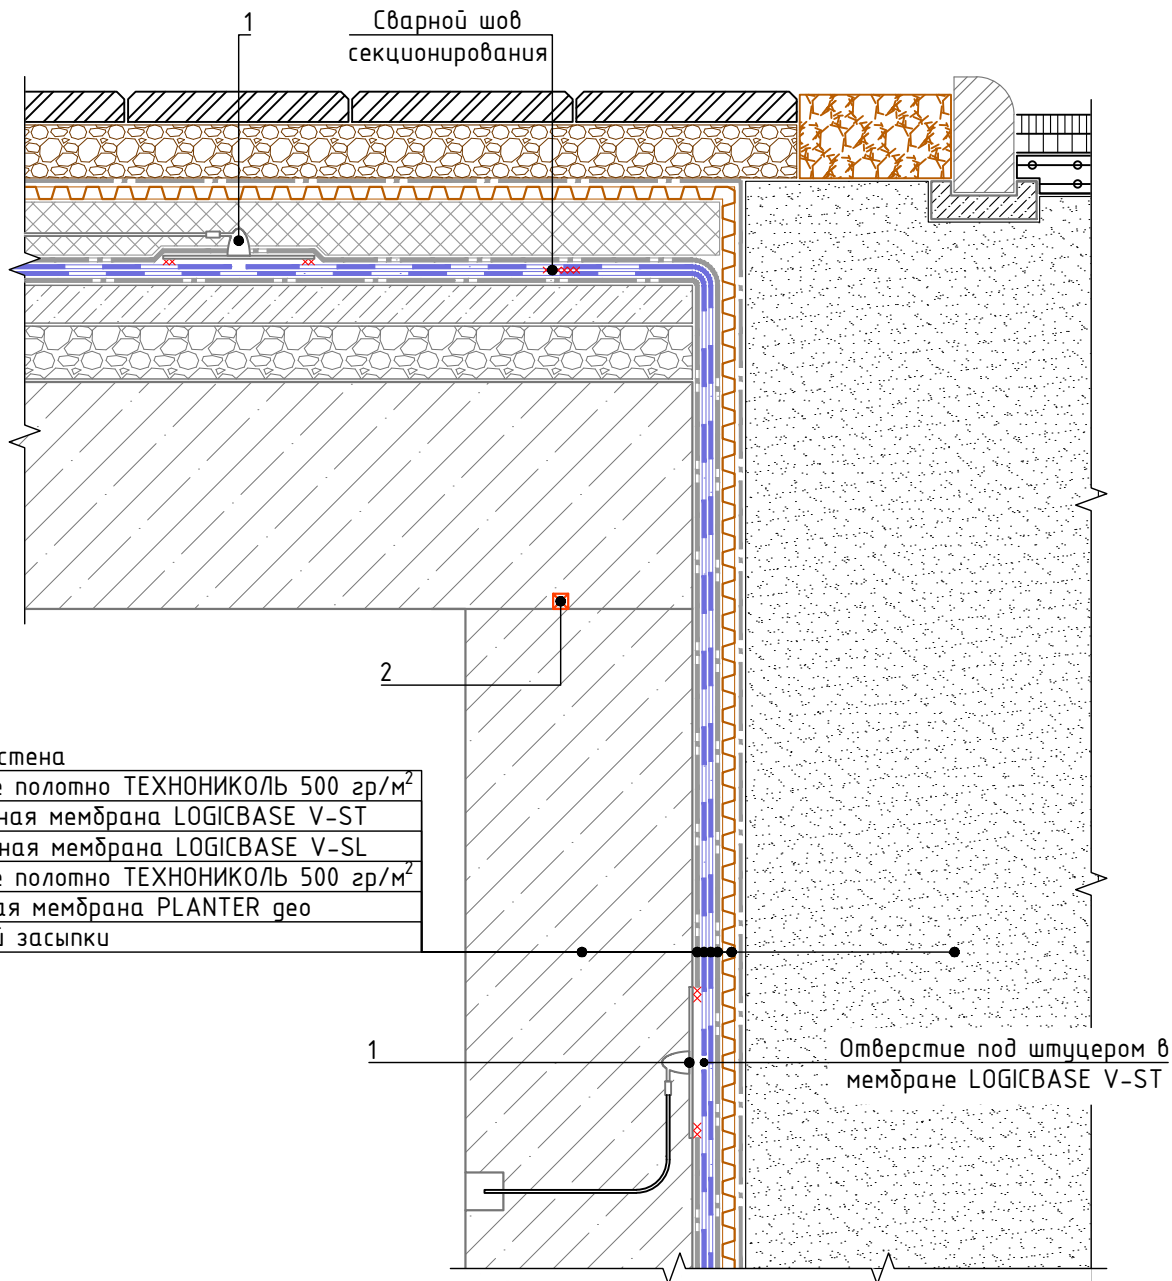 1
Сварной шов
секционирования
2
стена
е полотно ТЕХНОНИКОЛЬ 500 гр/м²
ная мембрана LOGICBASE V-ST
ная мембрана LOGICBASE V-SL
е полотно ТЕХНОНИКОЛЬ 500 гр/м²
ая мембрана PLANTER geo
й засыпки
1
Отверстие под штуцером в
мембране LOGICBASE V-ST